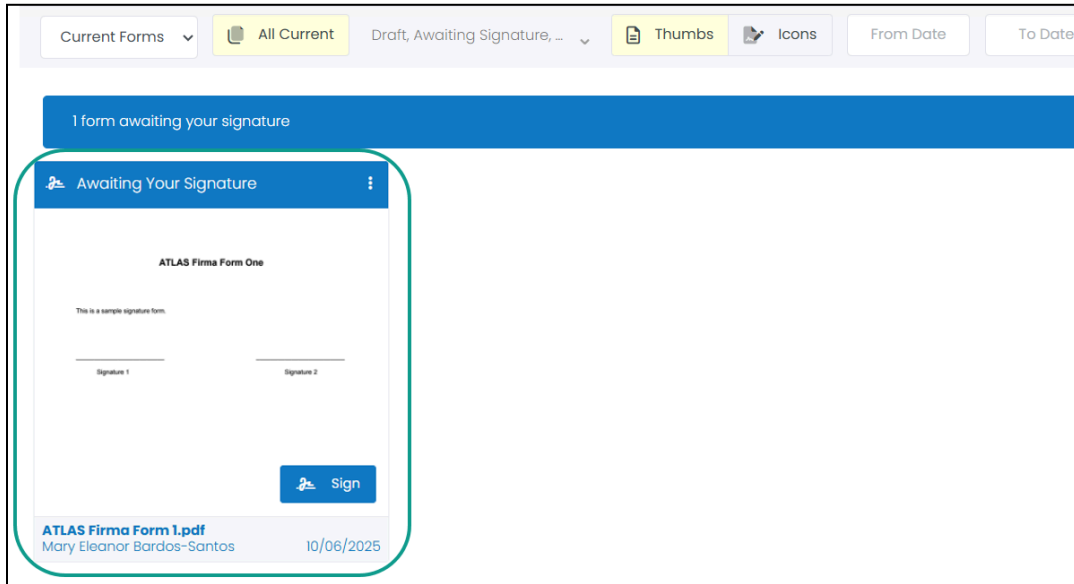 Current Forms All Current Draft, Awaiting Signature, ... Thumbs Icons From Date To Date
1 form awaiting your signature
Awaiting Your Signature
ATLAS Firma Form One
This is a sample signature form.
Signature 1 Signature 2
Sign
ATLAS Firma Form 1.pdf
Mary Eleanor Bardos-Santos 10/06/2025